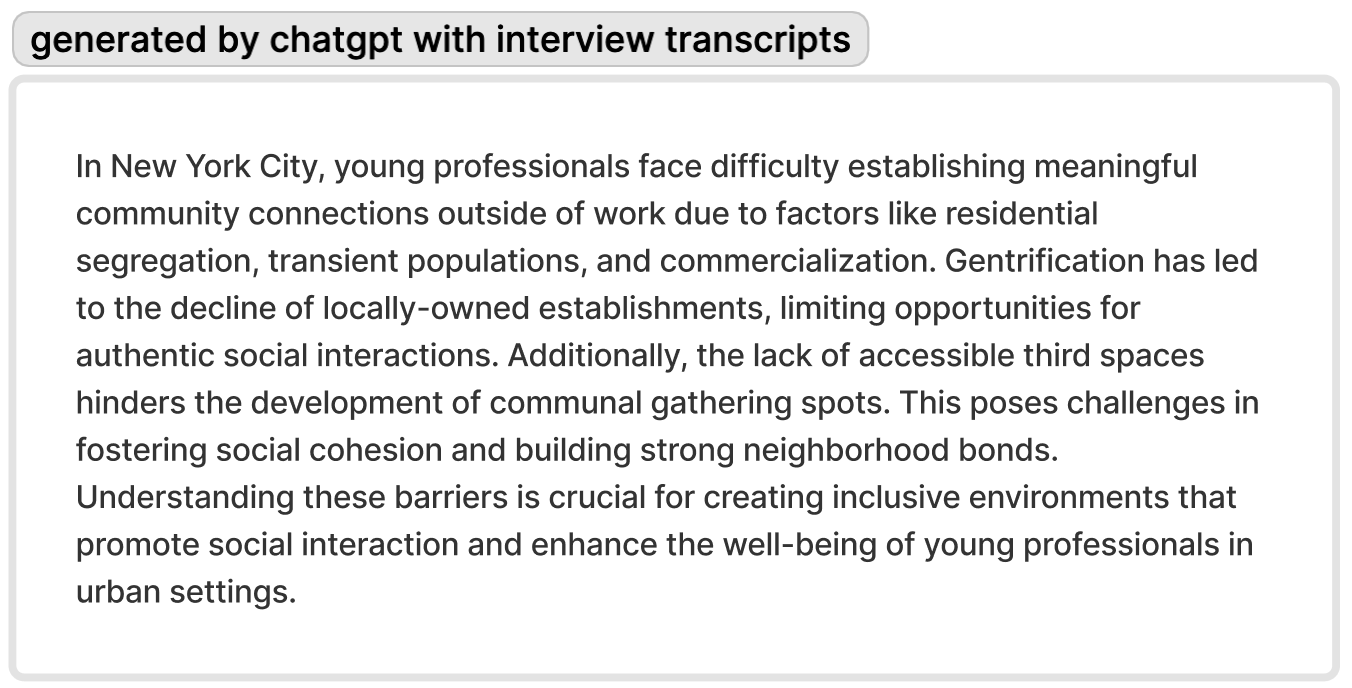 generated by chatgpt with interview transcripts
In New York City, young professionals face difficulty establishing meaningful
community connections outside of work due to factors like residential
segregation, transient populations, and commercialization. Gentrification has led
to the decline of locally-owned establishments, limiting opportunities for
authentic social interactions. Additionally, the lack of accessible third spaces
hinders the development of communal gathering spots. This poses challenges in
fostering social cohesion and building strong neighborhood bonds.
Understanding these barriers is crucial for creating inclusive environments that
promote social interaction and enhance the well-being of young professionals in
urban settings.